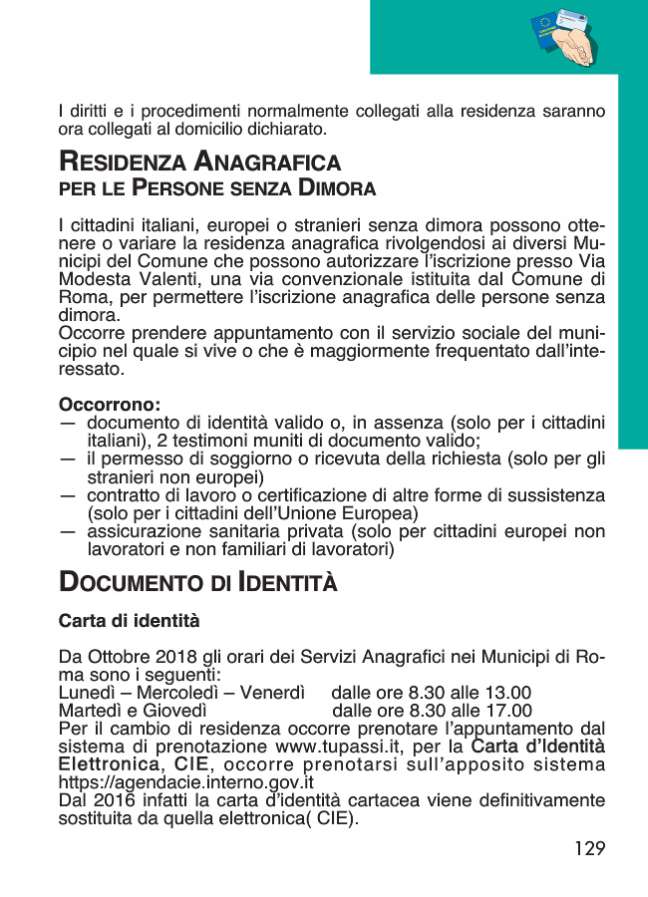 I diritti e i procedimenti normalmente collegati alla residenza saranno
ora collegati al domicilio dichiarato.
RESIDENZA ANAGRAFICA
PER LE PERSONE SENZA DIMORA
I cittadini italiani, europei o stranieri senza dimora possono otte-
nere o variare la residenza anagrafica rivolgendosi ai diversi Mu-
nicipi del Comune che possono autorizzare l'iscrizione presso Via
Modesta Valenti, una via convenzionale istituita dal Comune di
Roma, per permettere l'iscrizione anagrafica delle persone senza
dimora.
Occorre prendere appuntamento con il servizio sociale del muni-
cipio nel quale si vive o che è maggiormente frequentato dall'inte-
ressato.
Occorrono:
— documento di identità valido o, in assenza (solo per i cittadini
italiani), 2 testimoni muniti di documento valido;
— il permesso di soggiorno o ricevuta della richiesta (solo per gli
stranieri non europei)
— contratto di lavoro o certificazione di altre forme di sussistenza
(solo per i cittadini dell'Unione Europea)
— assicurazione sanitaria privata (solo per cittadini europei non
lavoratori e non familiari di lavoratori)
DOCUMENTO DI IDENTITÀ
Carta di identità
Da Ottobre 2018 gli orari dei Servizi Anagrafici nei Municipi di Ro-
ma sono i seguenti:
Lunedì – Mercoledì – Venerdì dalle ore 8.30 alle 13.00
Martedì e Giovedì dalle ore 8.30 alle 17.00
Per il cambio di residenza occorre prenotare l'appuntamento dal
sistema di prenotazione www.tupassi.it, per la Carta d'Identità
Elettronica, CIE, occorre prenotarsi sull'apposito sistema
https://agendacie.interno.gov.it
Dal 2016 infatti la carta d'identità cartacea viene definitivamente
sostituita da quella elettronica( CIE).
129